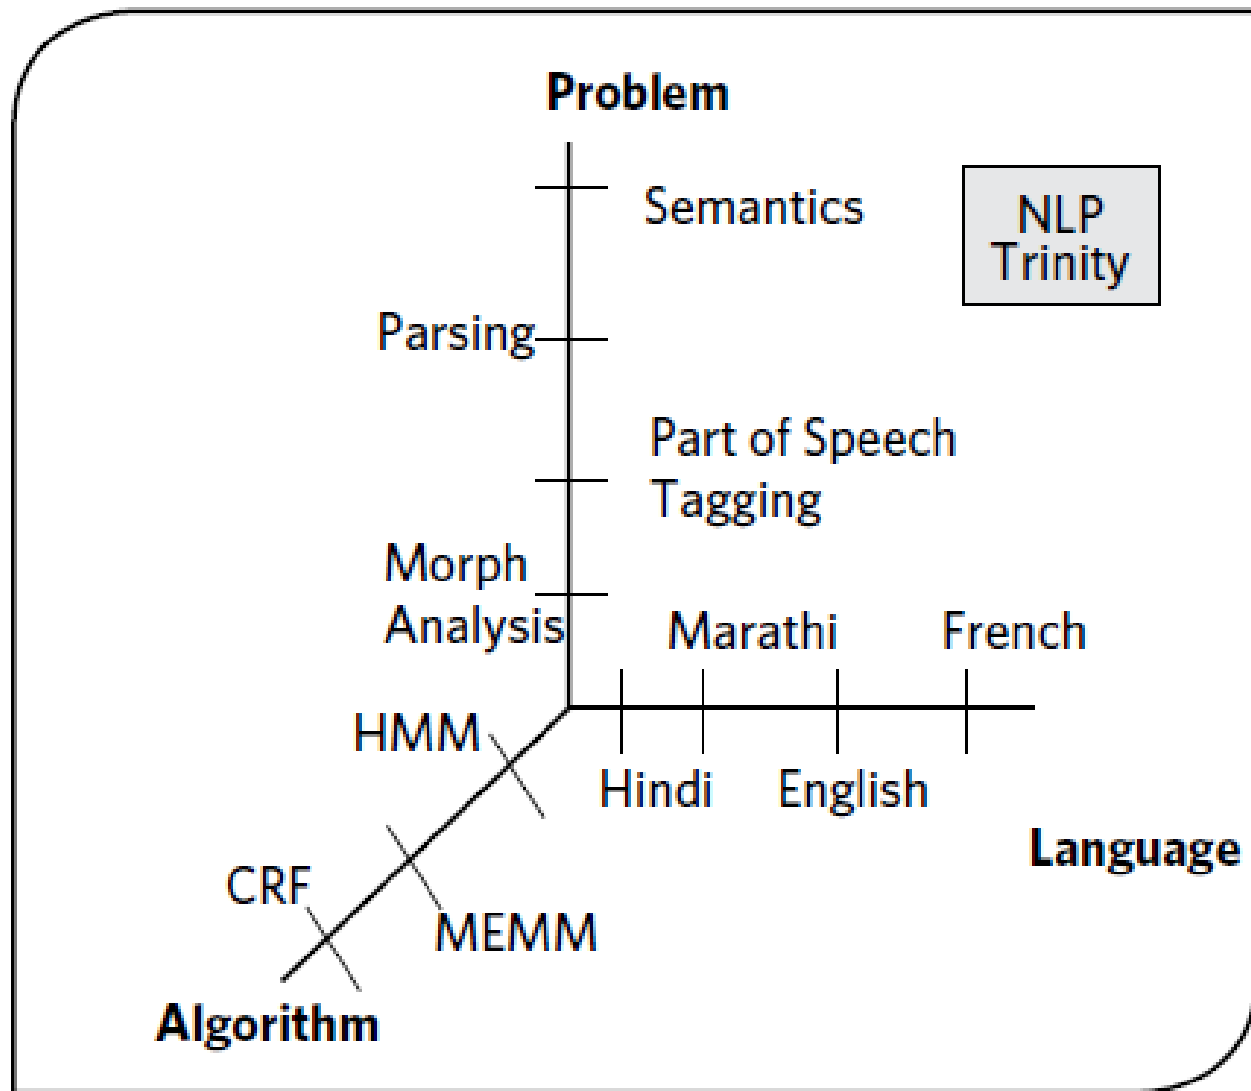 Problem
Semantics
NLP
Trinity
Parsing
Part of Speech
Tagging
Morph
Analysis
Marathi
French
HMM
Hindi
English
Language
CRF
MEMM
Algorithm